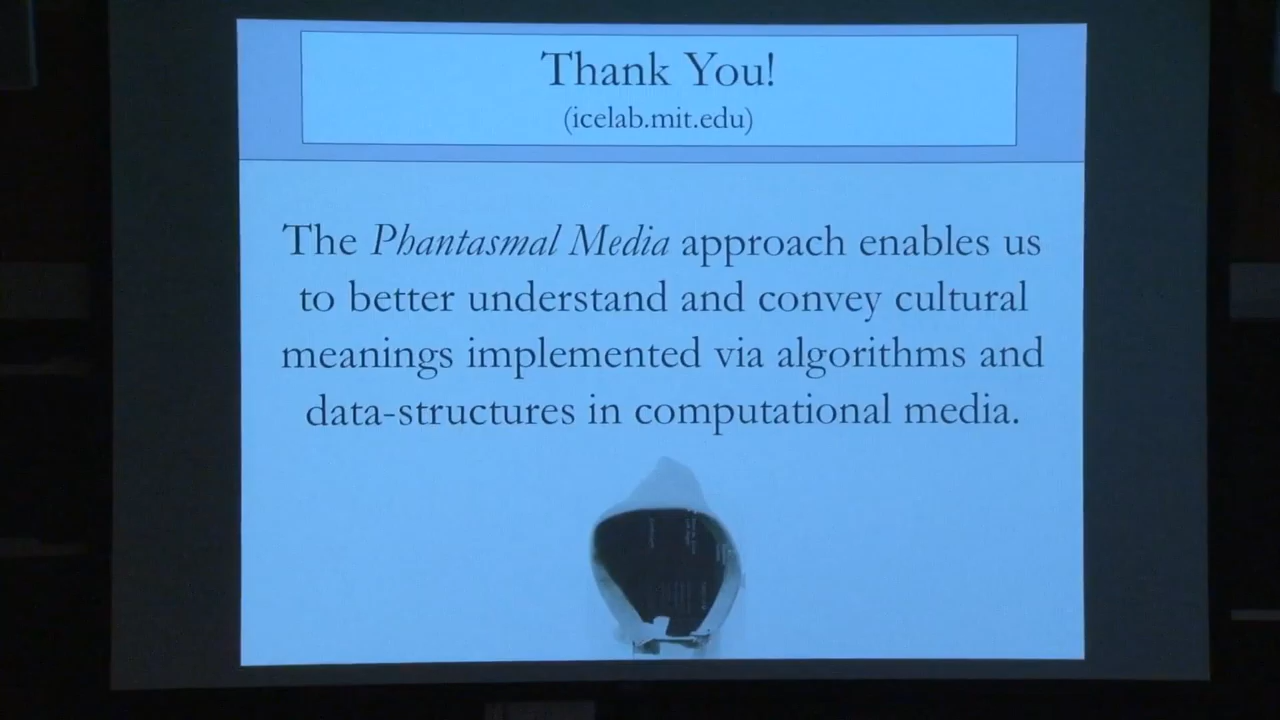 Thank You!
(icelab.mit.edu)
The Phantasmal Media approach enables us
to better understand and convey cultural
meanings implemented via algorithms and
data-structures in computational media.